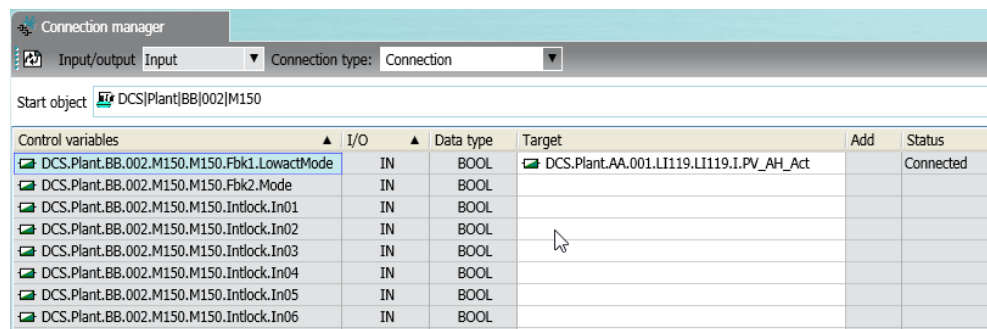 Connection manager
Input/output Input Connection type: Connection
Start object DCS|Plant|BB|002|M150
Control variables I/O Data type Target Add Status
DCS.Plant.BB.002.M150.M150.Fbk1.LowactMode IN BOOL DCS.Plant.AA.001.LI119.LI119.I.PV_AH_Act Connected
DCS.Plant.BB.002.M150.M150.Fbk2.Mode IN BOOL
DCS.Plant.BB.002.M150.M150.Intlock.In01 IN BOOL
DCS.Plant.BB.002.M150.M150.Intlock.In02 IN BOOL
DCS.Plant.BB.002.M150.M150.Intlock.In03 IN BOOL
DCS.Plant.BB.002.M150.M150.Intlock.In04 IN BOOL
DCS.Plant.BB.002.M150.M150.Intlock.In05 IN BOOL
DCS.Plant.BB.002.M150.M150.Intlock.In06 IN BOOL